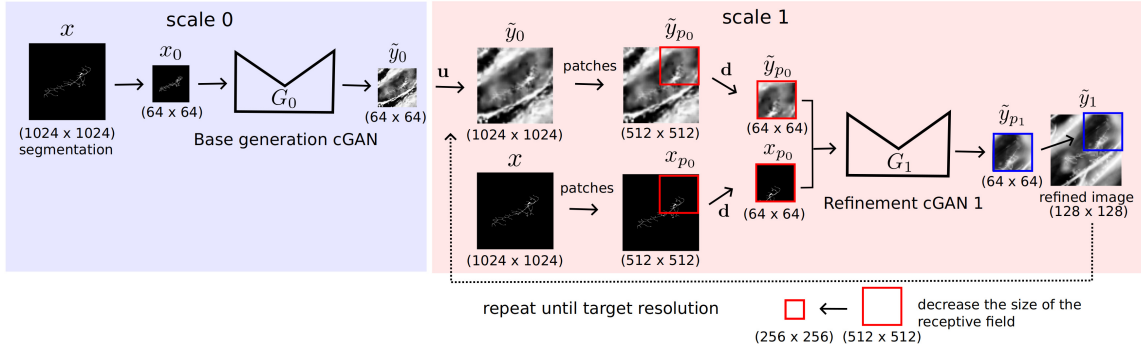 scale 0
x
x₀
G₀
ỹ₀
(1024 x 1024)
segmentation
(64 x 64)
(64 x 64)
Base generation cGAN
scale 1
u
ỹ₀
(1024 x 1024)
patches
ỹₚ₀
(512 x 512)
d
ỹₚ₀
(64 x 64)
x
(1024 x 1024)
patches
xₚ₀
(512 x 512)
d
xₚ₀
(64 x 64)
G₁
Refinement cGAN 1
ỹₚ₁
(64 x 64)
ỹ₁
refined image
(128 x 128)
repeat until target resolution
(256 x 256)
(512 x 512)
decrease the size of the
receptive field